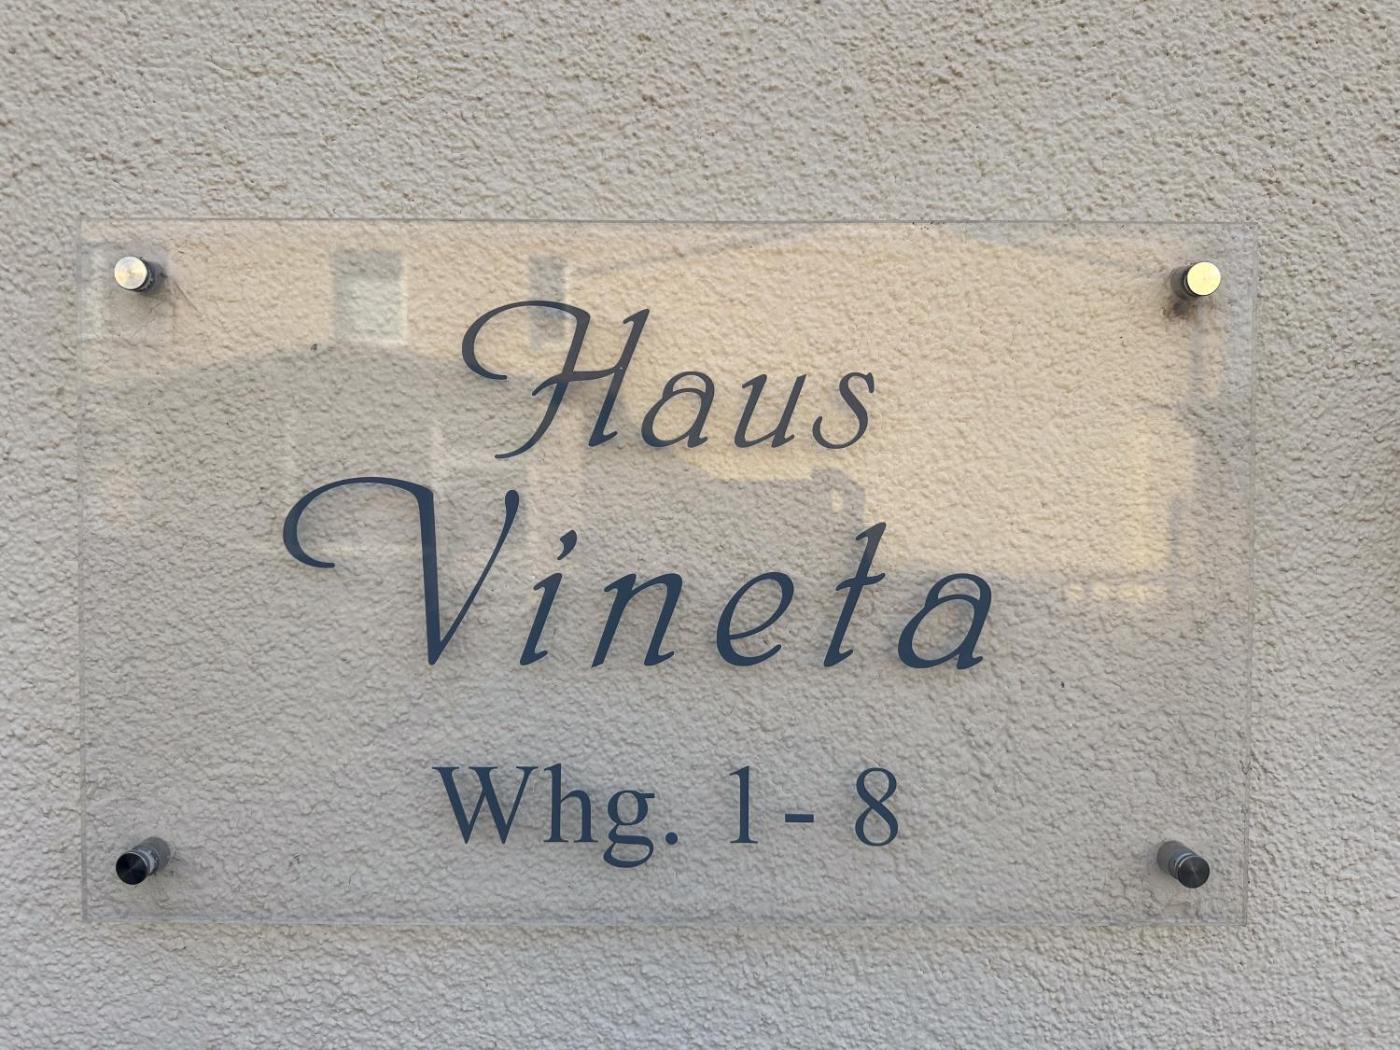 Haus
Vineta
Whg. 1- 8